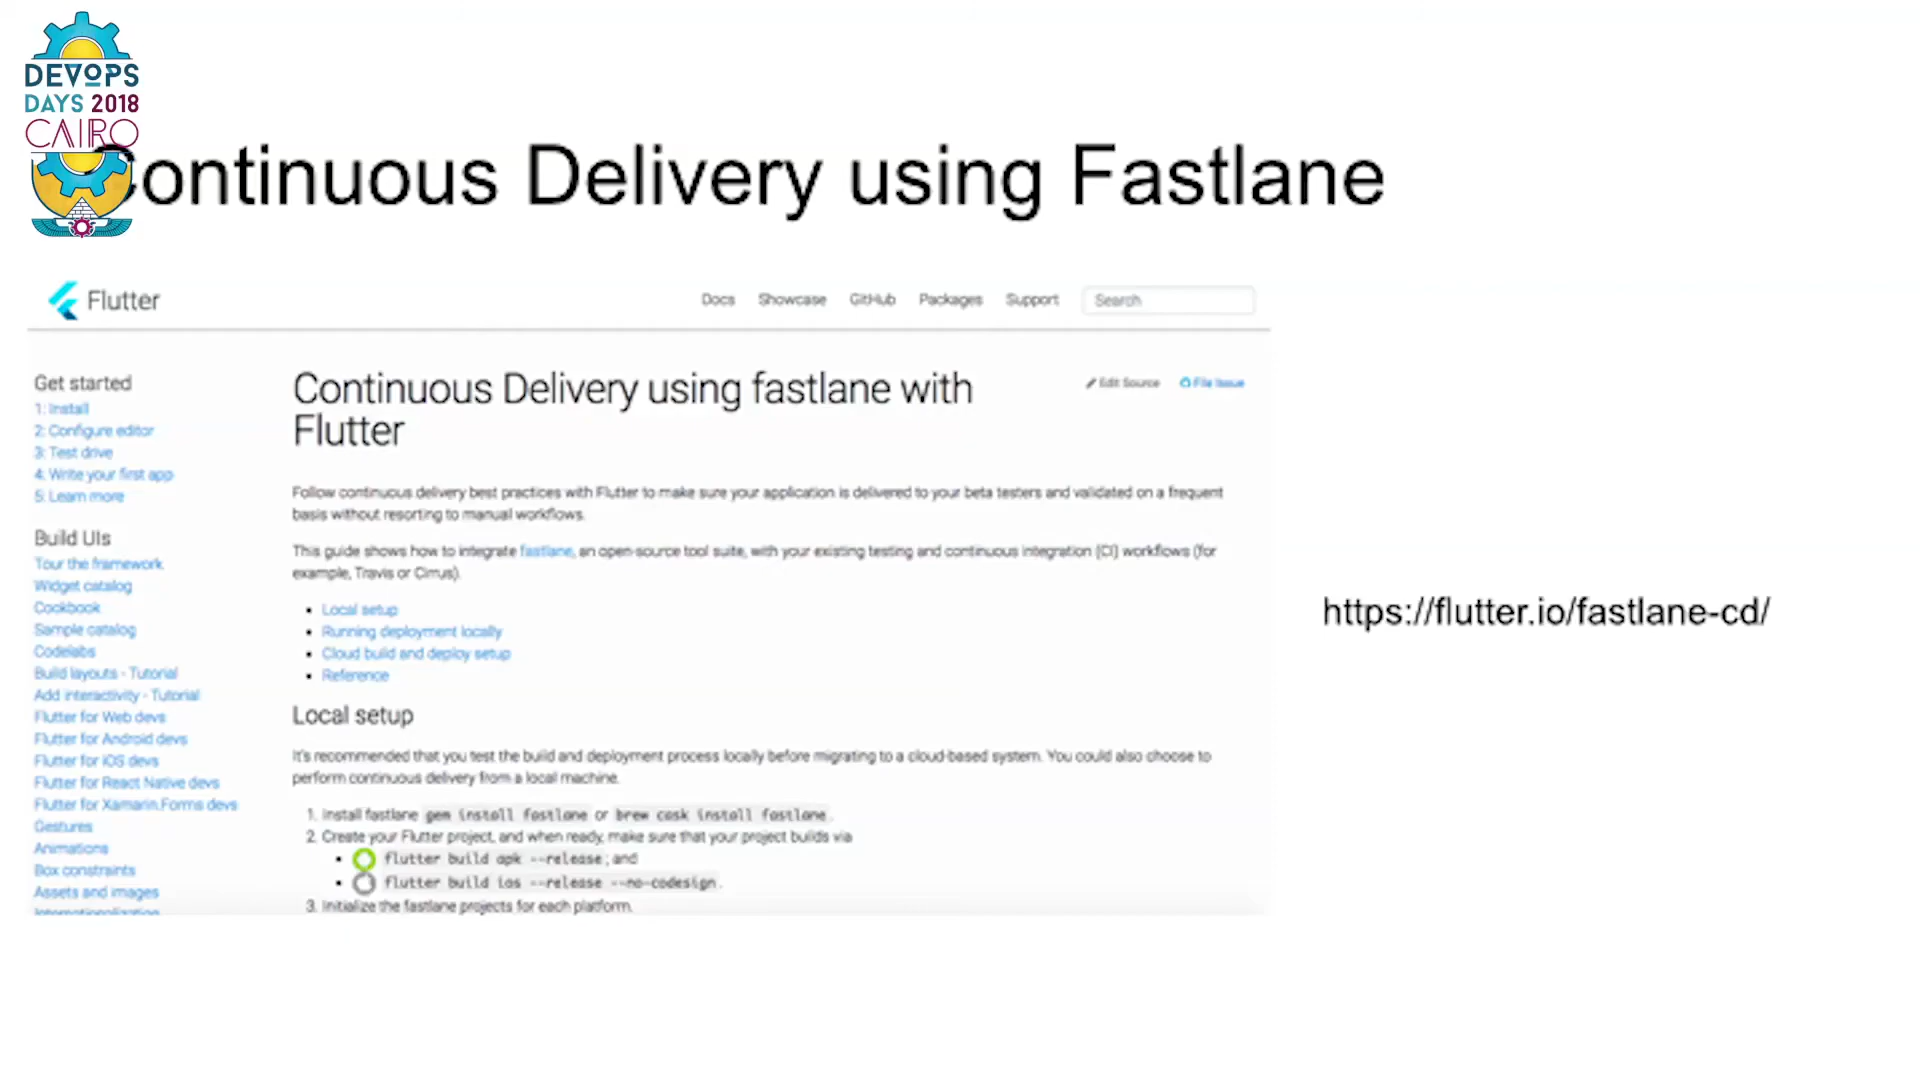 DEVOPS
DAYS 2018
CAIRO
Continuous Delivery using Fastlane
Flutter
Docs Showcase GitHub Packages Support Search
Get started
1: Install
2: Configure editor
3: Test drive
4: Write your first app
5: Learn more
Build UIs
Tour the framework
Widget catalog
Cookbook
Sample catalog
Codelabs
Build layouts - Tutorial
Add interactivity - Tutorial
Flutter for Web devs
Flutter for Android devs
Flutter for iOS devs
Flutter for React Native devs
Flutter for Xamarin.Forms devs
Gestures
Animations
Box constraints
Assets and images
Internationalization
Continuous Delivery using fastlane with
Flutter
Edit Source File Issue
Follow continuous delivery best practices with Flutter to make sure your application is delivered to your beta testers and validated on a frequent
basis without resorting to manual workflows.
This guide shows how to integrate fastlane, an open-source tool suite, with your existing testing and continuous integration (CI) workflows (for
example, Travis or Cirrus).
Local setup
Running deployment locally
Cloud build and deploy setup
Reference
Local setup
It's recommended that you test the build and deployment process locally before migrating to a cloud-based system. You could also choose to
perform continuous delivery from a local machine.
1. Install fastlane gem install fastlane or brew cask install fastlane.
2. Create your Flutter project, and when ready, make sure that your project builds via
flutter build apk --release; and
flutter build ios --release --no-codesign.
3. Initialize the fastlane projects for each platform.
https://flutter.io/fastlane-cd/